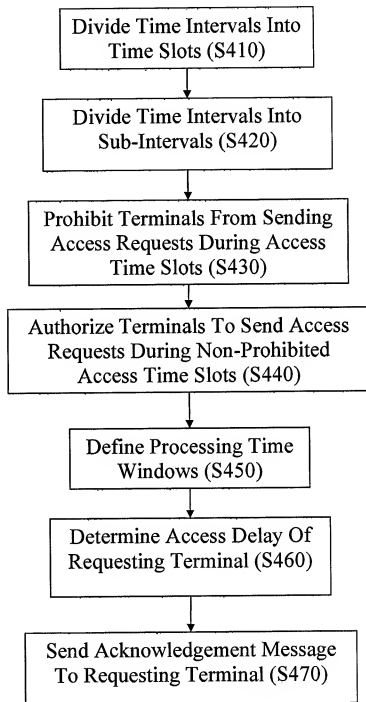 Divide Time Intervals Into
Time Slots (S410)
Divide Time Intervals Into
Sub-Intervals (S420)
Prohibit Terminals From Sending
Access Requests During Access
Time Slots (S430)
Authorize Terminals To Send Access
Requests During Non-Prohibited
Access Time Slots (S440)
Define Processing Time
Windows (S450)
Determine Access Delay Of
Requesting Terminal (S460)
Send Acknowledgement Message
To Requesting Terminal (S470)